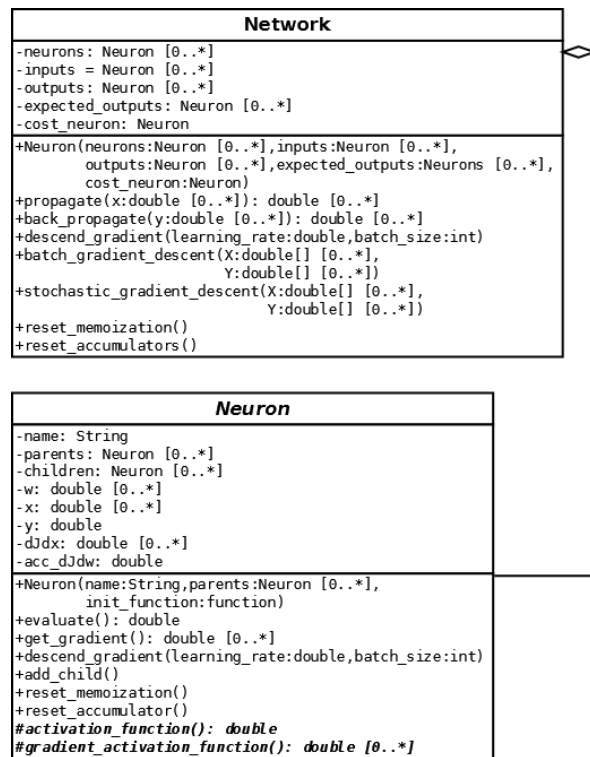 Network
-neurons: Neuron [0..*]
-inputs = Neuron [0..*]
-outputs: Neuron [0..*]
-expected_outputs: Neuron [0..*]
-cost_neuron: Neuron
+Neuron(neurons:Neuron [0..*],inputs:Neuron [0..*],
outputs:Neuron [0..*],expected_outputs:Neurons [0..*],
cost_neuron:Neuron)
+propagate(x:double [0..*]): double [0..*]
+back_propagate(y:double [0..*]): double [0..*]
+descend_gradient(learning_rate:double,batch_size:int)
+batch_gradient_descent(X:double[] [0..*],
Y:double[] [0..*])
+stochastic_gradient_descent(X:double[] [0..*],
Y:double[] [0..*])
+reset_memoization()
+reset_accumulators()
Neuron
-name: String
-parents: Neuron [0..*]
-children: Neuron [0..*]
-w: double [0..*]
-x: double [0..*]
-y: double
-dJdx: double [0..*]
-acc_dJdw: double
+Neuron(name:String,parents:Neuron [0..*],
init_function:function)
+evaluate(): double
+get_gradient(): double [0..*]
+descend_gradient(learning_rate:double,batch_size:int)
+add_child()
+reset_memoization()
+reset_accumulator()
#activation_function(): double
#gradient_activation_function(): double [0..*]